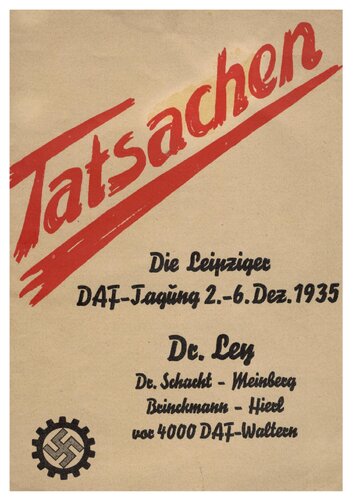 Tatsachen
Die Leipziger
DAF-Tagung 2.-6. Dez. 1935
Dr. Ley
Dr. Schacht - Meinberg
Brinckmann - Hierl
vor 4000 DAF-Waltern